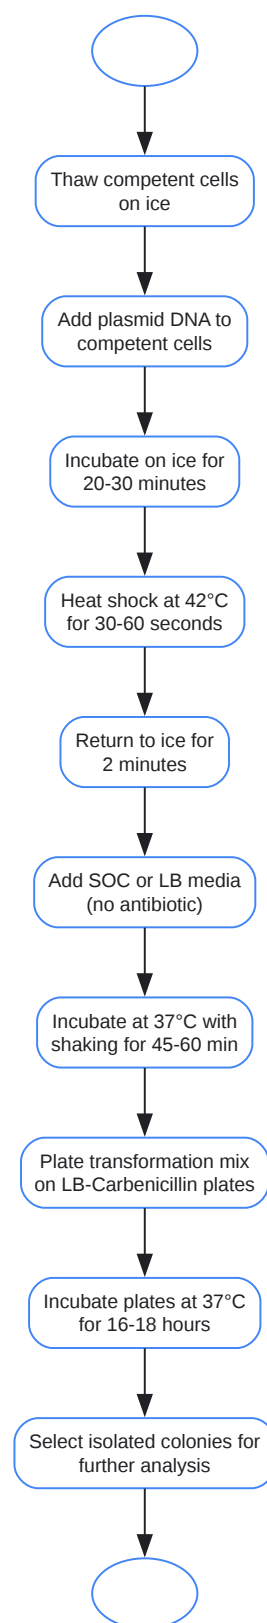 Thaw competent cells
on ice
Add plasmid DNA to
competent cells
Incubate on ice for
20-30 minutes
Heat shock at 42°C
for 30-60 seconds
Return to ice for
2 minutes
Add SOC or LB media
(no antibiotic)
Incubate at 37°C with
shaking for 45-60 min
Plate transformation mix
on LB-Carbenicillin plates
Incubate plates at 37°C
for 16-18 hours
Select isolated colonies for
further analysis